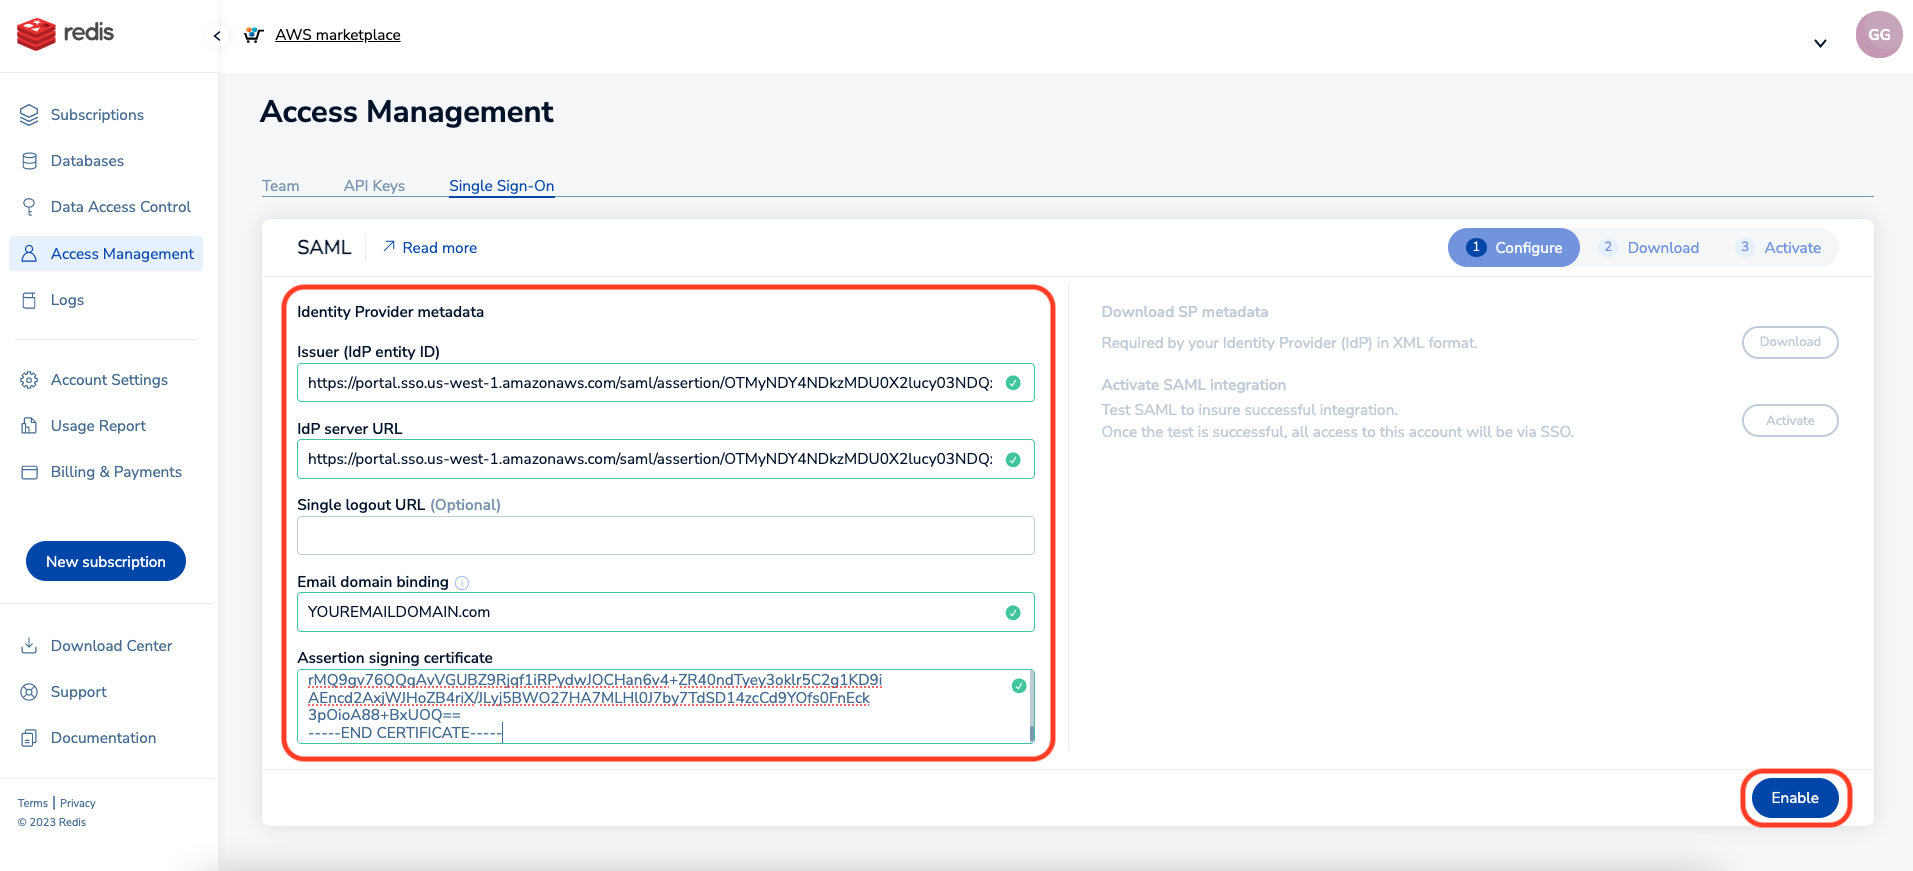 redis
AWS marketplace
GG
Subscriptions
Databases
Data Access Control
Access Management
Logs
Account Settings
Usage Report
Billing & Payments
New subscription
Download Center
Support
Documentation
Terms | Privacy
© 2023 Redis
Access Management
Team
API Keys
Single Sign-On
SAML
Read more
1 Configure
2 Download
3 Activate
Identity Provider metadata
Issuer (IdP entity ID)
https://portal.sso.us-west-1.amazonaws.com/saml/assertion/OTMyNDY4NDkzMDU0X2lucy03NDQ
IdP server URL
https://portal.sso.us-west-1.amazonaws.com/saml/assertion/OTMyNDY4NDkzMDU0X2lucy03NDQ
Single logout URL (Optional)
Email domain binding
YOUREMAILDOMAIN.com
Assertion signing certificate
rMQ9gv76QQqAvVGUBZ9Rjqf1iRPydwJOCHan6v4+ZR40ndTyey3oklr5C2g1KD9i
AEncd2AxjWJHoZB4riX/JLyj5BWO27HA7MLHl0J7by7TdSD14zcCd9YOfs0FnEck
3pOioA88+BxUOQ==
-----END CERTIFICATE-----
Download SP metadata
Required by your Identity Provider (IdP) in XML format.
Download
Activate SAML integration
Test SAML to insure successful integration.
Once the test is successful, all access to this account will be via SSO.
Activate
Enable